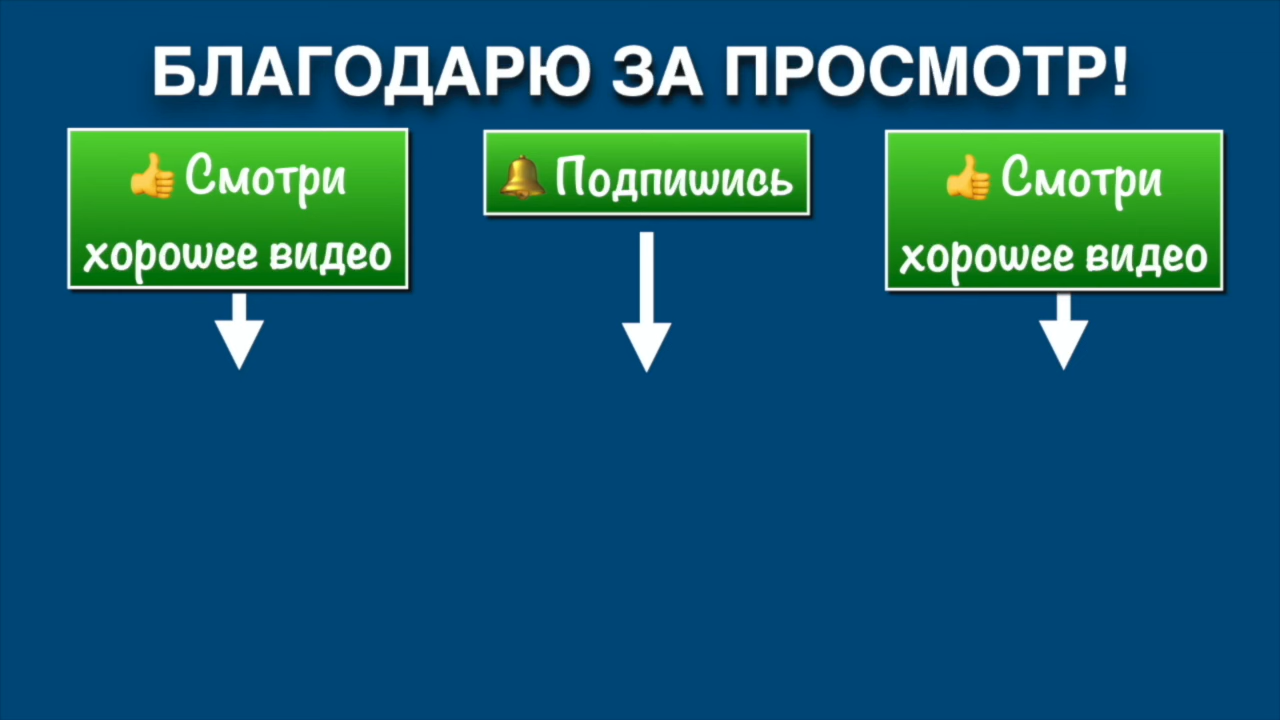 БЛАГОДАРЮ ЗА ПРОСМОТР!
👍 Смотри
хорошее видео
🔔 Подпишись
👍 Смотри
хорошее видео